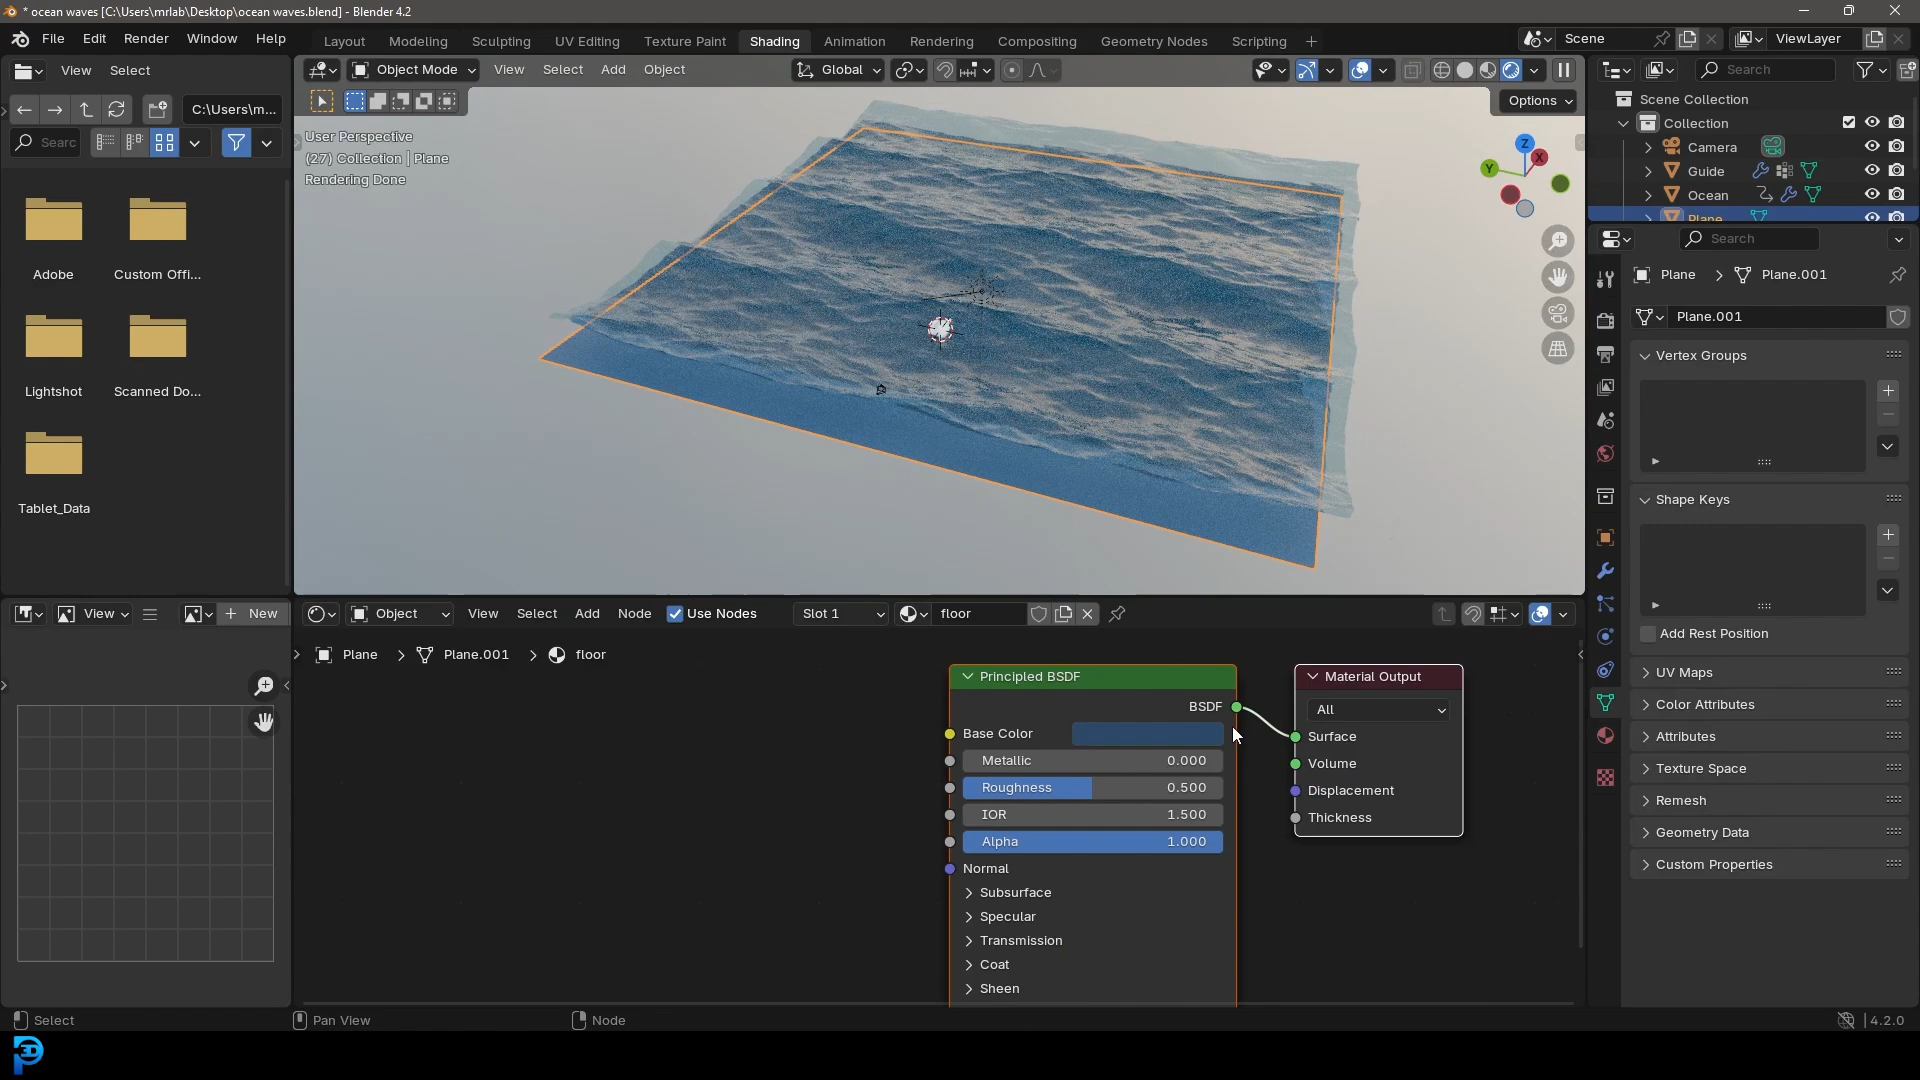 * ocean waves [C:\Users\mrlab\Desktop\ocean waves.blend] - Blender 4.2
File Edit Render Window Help
Layout Modeling Sculpting UV Editing Texture Paint Shading Animation Rendering Compositing Geometry Nodes Scripting +
Scene
ViewLayer
View Select
C:\Users\m...
Searc
Adobe
Custom Offi...
Lightshot
Scanned Do...
Tablet_Data
Object Mode View Select Add Object
Global
Options
User Perspective
(27) Collection | Plane
Rendering Done
Z
X
Y
Search
Scene Collection
Collection
Camera
Guide
Ocean
Plane
Search
Plane > Plane.001
Plane.001
Vertex Groups
Shape Keys
Add Rest Position
UV Maps
Color Attributes
Attributes
Texture Space
Remesh
Geometry Data
Custom Properties
View
+ New
Object View Select Add Node Use Nodes Slot 1 floor
Plane > Plane.001 > floor
Principled BSDF
BSDF
Base Color
Metallic 0.000
Roughness 0.500
IOR 1.500
Alpha 1.000
Normal
Subsurface
Specular
Transmission
Coat
Sheen
Material Output
All
Surface
Volume
Displacement
Thickness
Select Pan View Node
4.2.0